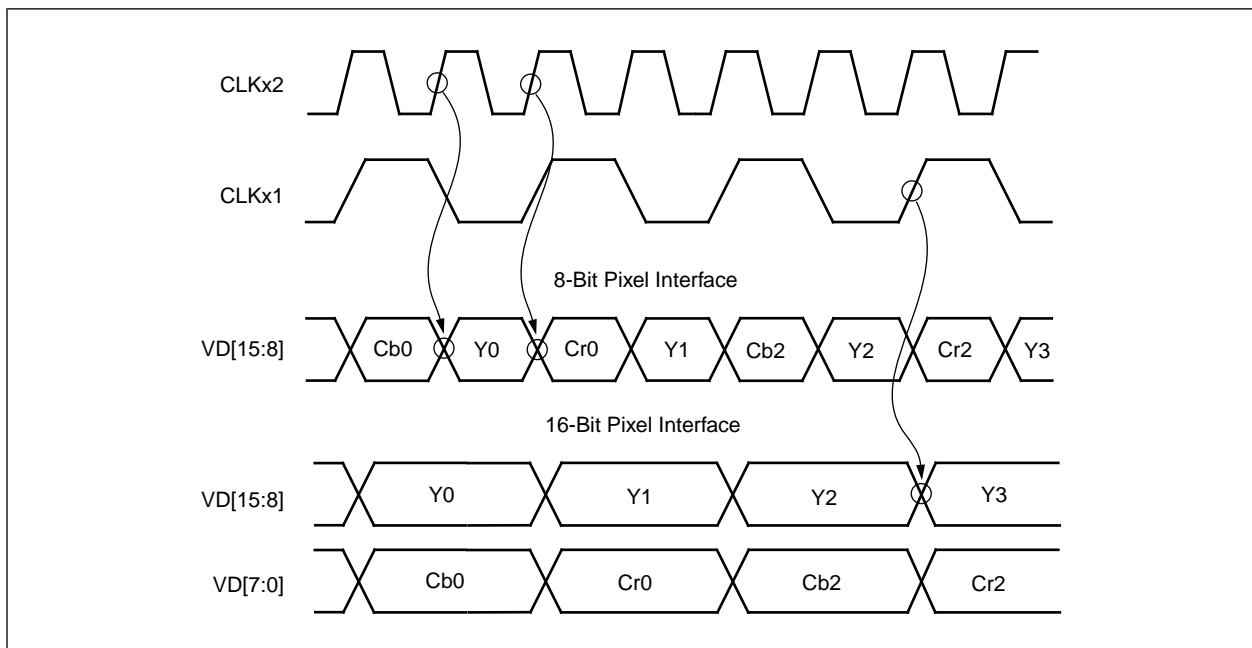 CLKx2
CLKx1
8-Bit Pixel Interface
VD[15:8] Cb0 Y0 Cr0 Y1 Cb2 Y2 Cr2 Y3
16-Bit Pixel Interface
VD[15:8] Y0 Y1 Y2 Y3
VD[7:0] Cb0 Cr0 Cb2 Cr2